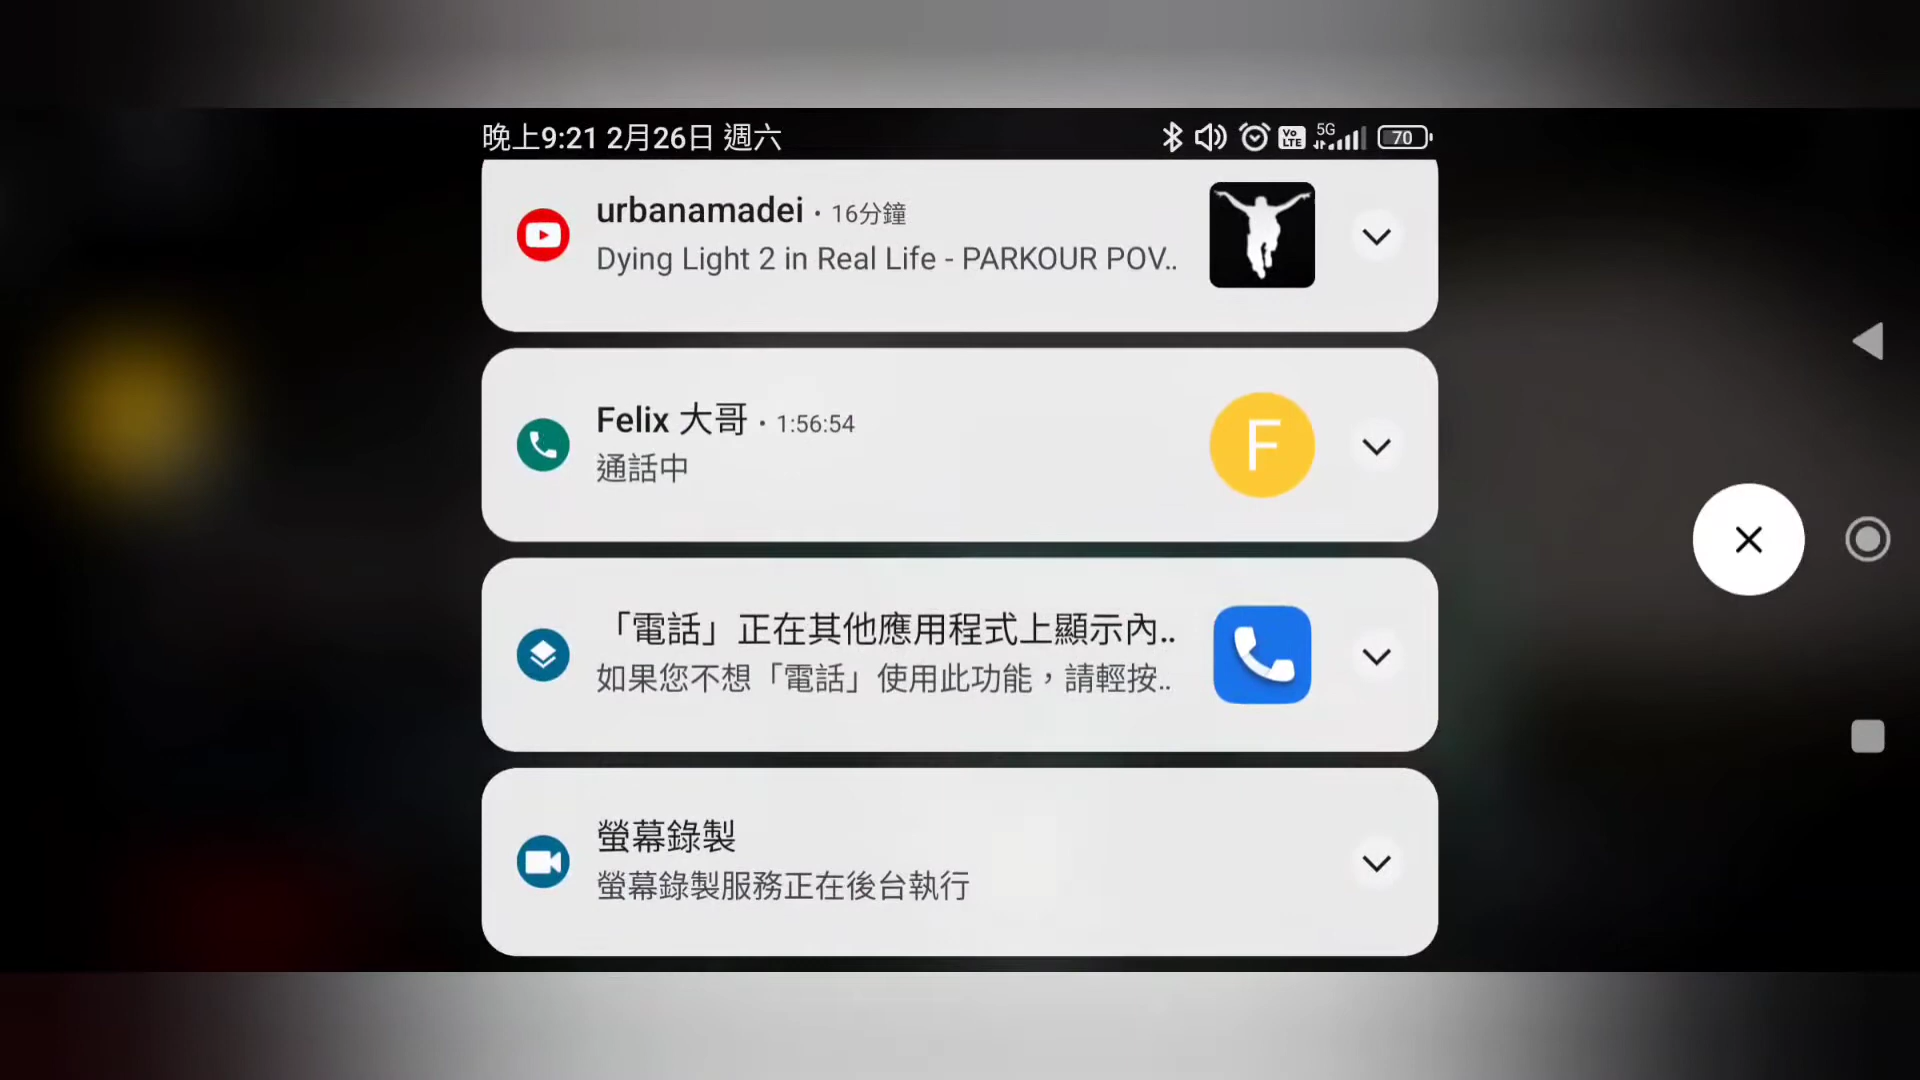 晚上9:21 2月26日 週六
Vo LTE 5G 70
urbanamadei · 16分鐘
Dying Light 2 in Real Life - PARKOUR POV..
Felix 大哥 · 1:56:54
通話中
F
「電話」正在其他應用程式上顯示內..
如果您不想「電話」使用此功能，請輕按..
螢幕錄製
螢幕錄製服務正在後台執行